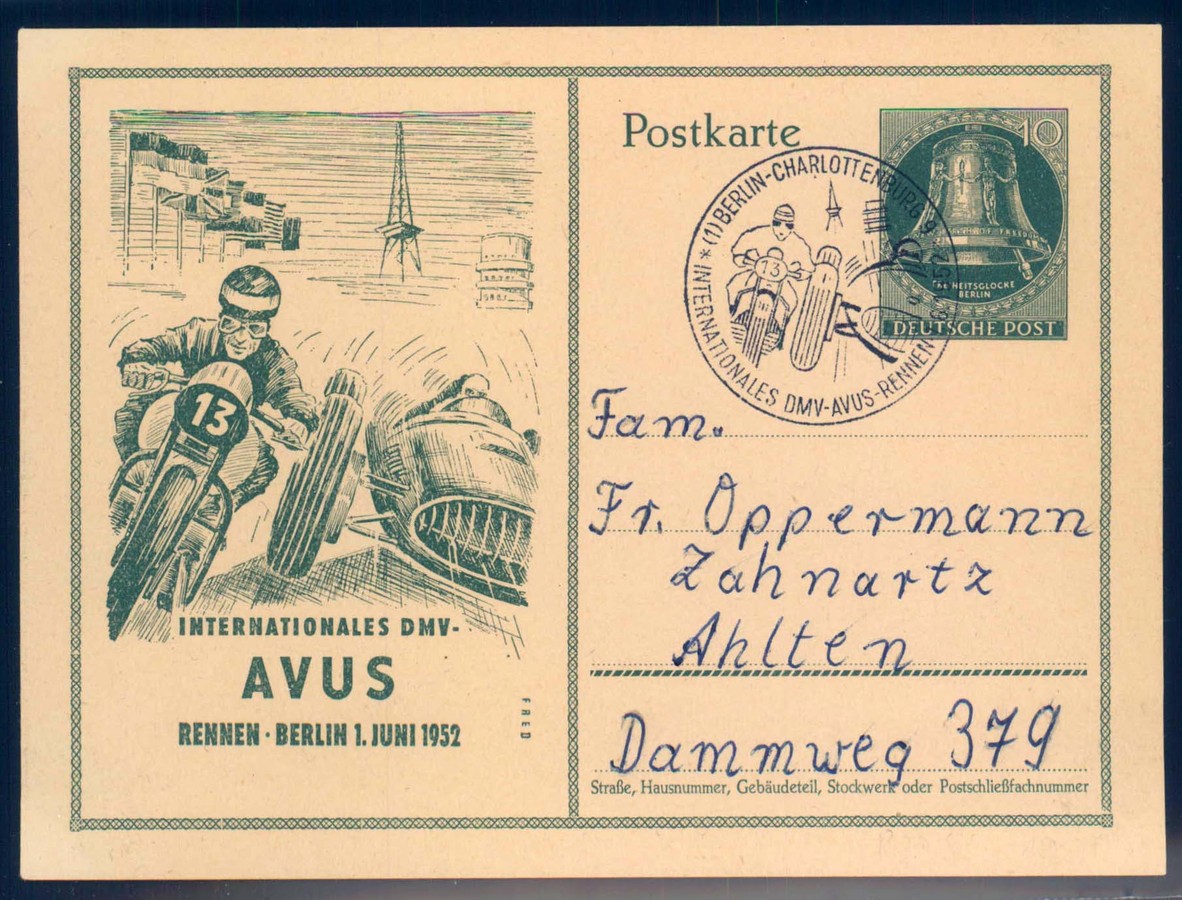 13
INTERNATIONALES DMV-
AVUS
RENNEN · BERLIN 1. JUNI 1952
FRED
Postkarte
10
FREEDOM
FREIHEITSGLOCKE
BERLIN
DEUTSCHE POST
(1) BERLIN-CHARLOTTENBURG 9
* INTERNATIONALES DMV-AVUS-RENNEN
13
Fam.
Fr. Oppermann
Zahnartz
Ahlten
Dammweg 379
Straße, Hausnummer, Gebäudeteil, Stockwerk oder Postschließfachnummer